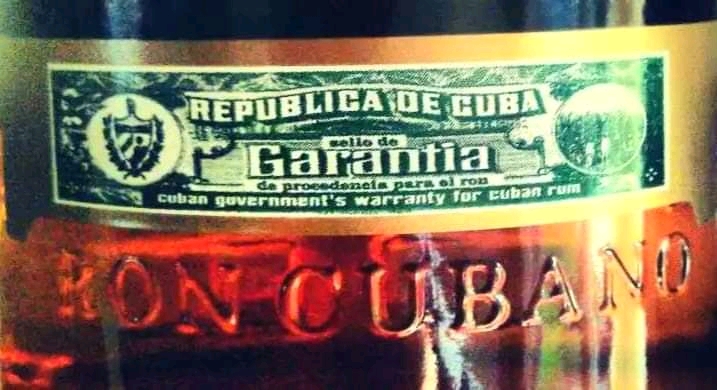 REPUBLICA DE CUBA
sello de
Garantia
de procedencia para el ron
cuban government's warranty for cuban rum
RON CUBANO